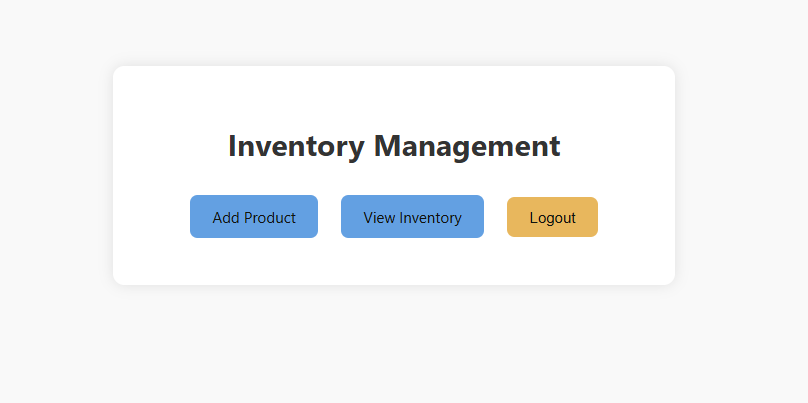 Inventory Management
Add Product View Inventory Logout